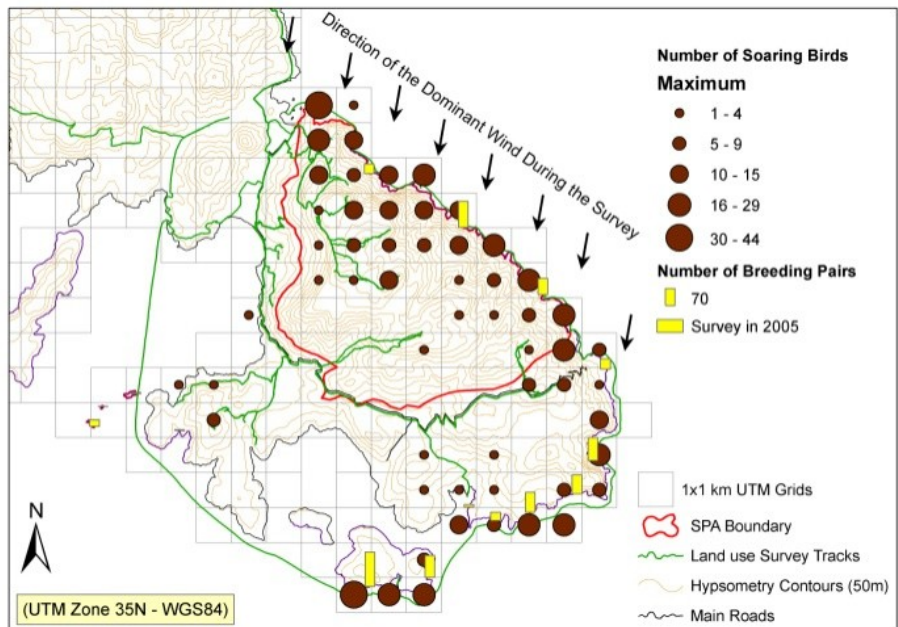 Direction of the Dominant Wind During the Survey
Number of Soaring Birds
Maximum
1 - 4
5 - 9
10 - 15
16 - 29
30 - 44
Number of Breeding Pairs
70
Survey in 2005
1x1 km UTM Grids
SPA Boundary
Land use Survey Tracks
Hypsometry Contours (50m)
Main Roads
N
(UTM Zone 35N - WGS84)